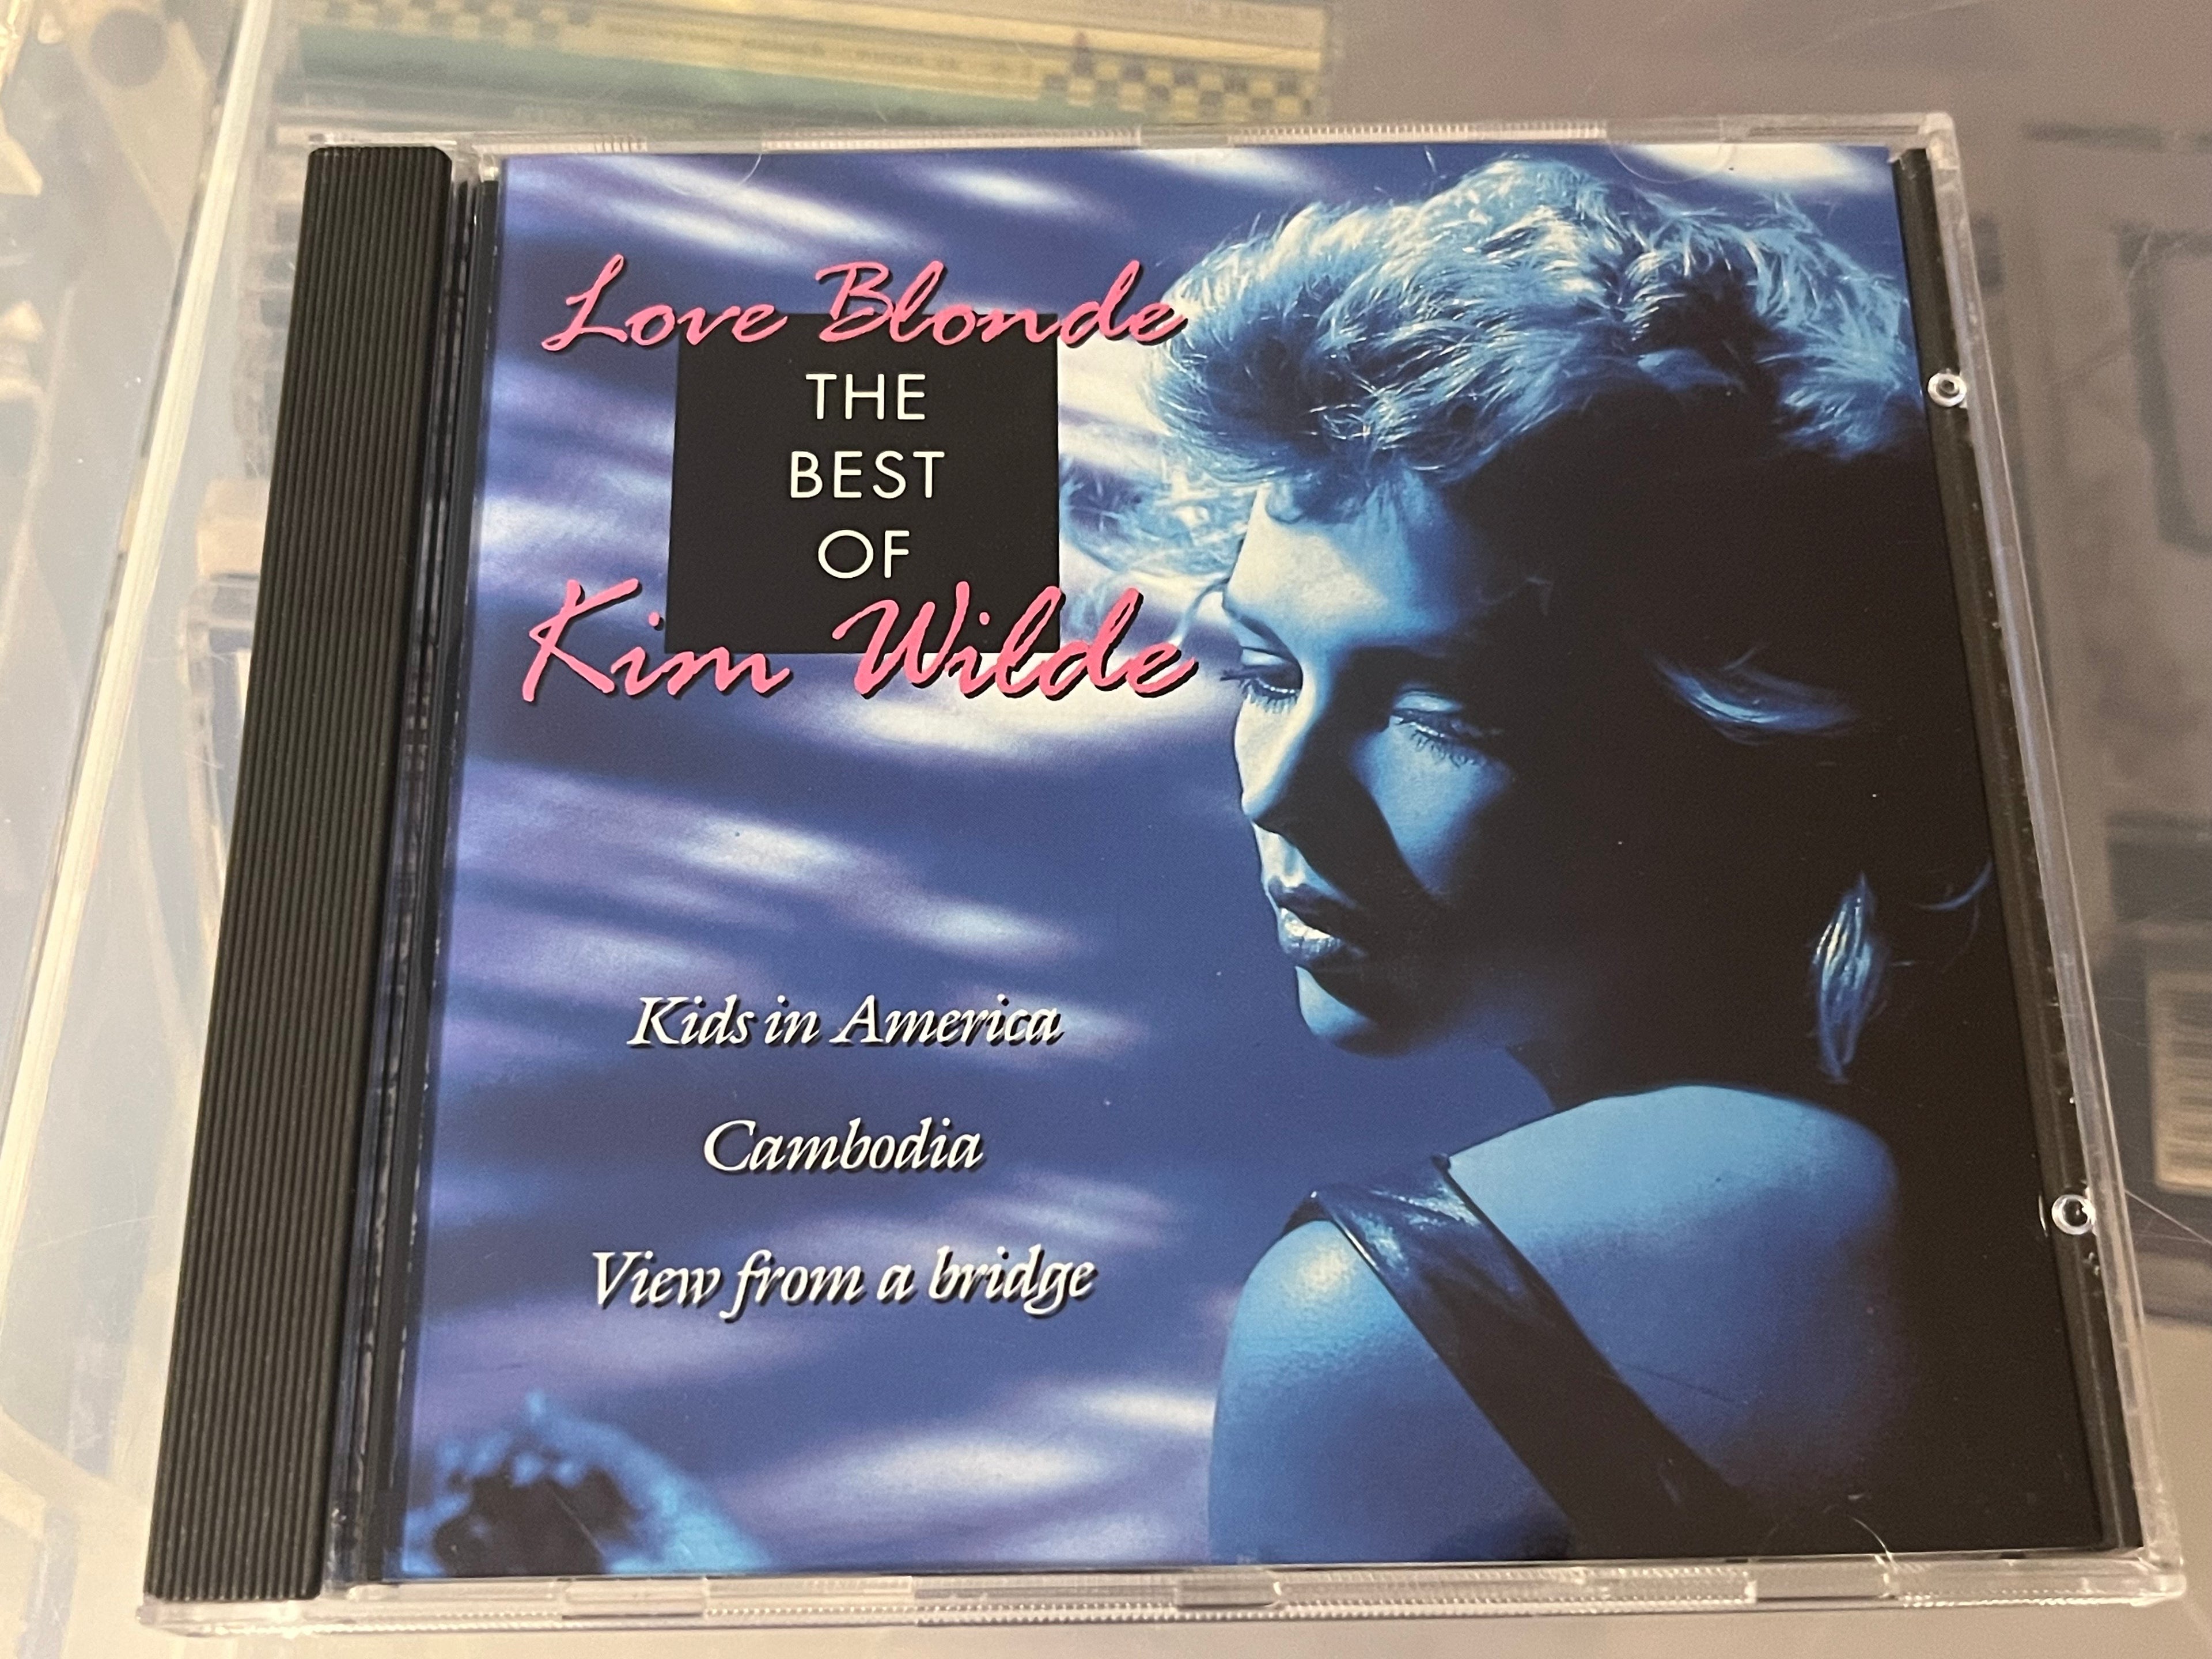 Love Blonde
THE
BEST
OF
Kim Wilde
Kids in America
Cambodia
View from a bridge